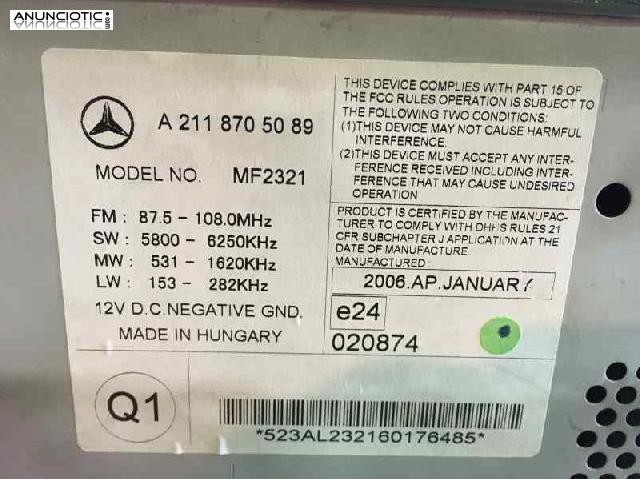 ANUNCIOTIC!
.com
A 211 870 50 89
MODEL NO. MF2321
FM : 87.5 - 108.0MHz
SW : 5800 - 6250KHz
MW : 531 - 1620KHz
LW : 153 - 282KHz
12V D.C. NEGATIVE GND.
MADE IN HUNGARY
THIS DEVICE COMPLIES WITH PART 15 OF
THE FCC RULES OPERATION IS SUBJECT TO
THE FOLLOWING TWO CONDITIONS:
(1)THIS DEVICE MAY NOT CAUSE HARMFUL
INTERFERENCE.
(2)THIS DEVICE MUST ACCEPT ANY INTER-
FERENCE RECEIVED INCLUDING INTER-
FERENCE THAT MAY CAUSE UNDESIRED
OPERATION
PRODUCT IS CERTIFIED BY THE MANUFAC-
TURER TO COMPLY WITH DHHS RULES 21
CFR SUBCHAPTER J APPLICATION AT THE
DATE OF MANUFACTURE
MANUFACTURED:
2006.AP.JANUARY
e24
020874
Q1
*523AL232160176485*